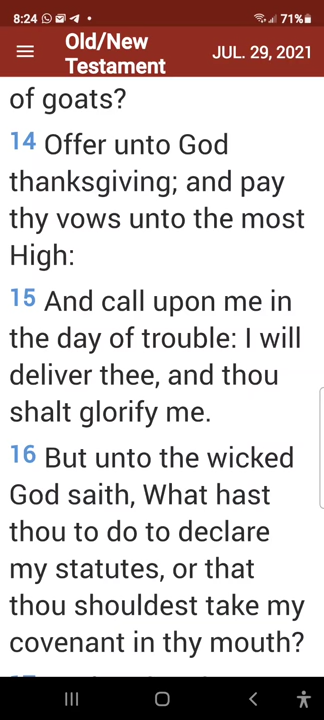 8:24 71%
Old/New
Testament
JUL. 29, 2021
of goats?
14 Offer unto God
thanksgiving; and pay
thy vows unto the most
High:
15 And call upon me in
the day of trouble: I will
deliver thee, and thou
shalt glorify me.
16 But unto the wicked
God saith, What hast
thou to do to declare
my statutes, or that
thou shouldest take my
covenant in thy mouth?